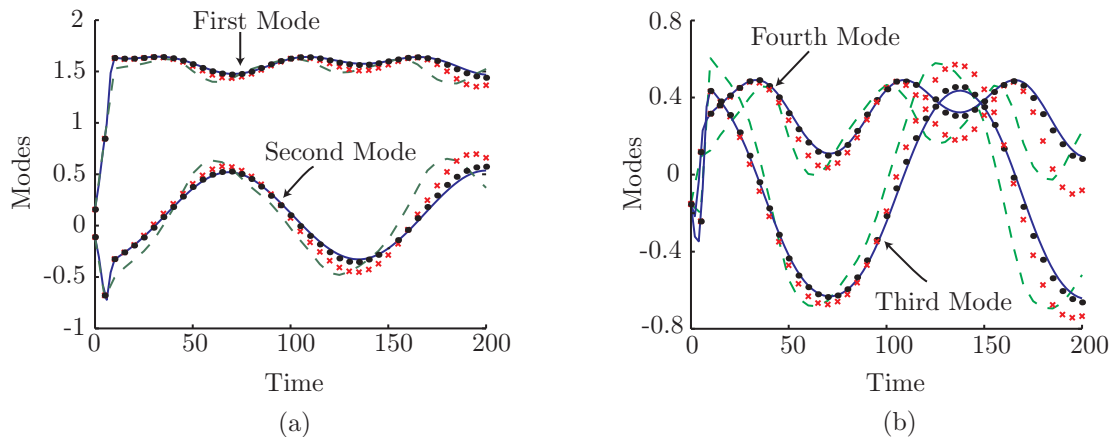 2
1.5
1
0.5
0
-0.5
-1
Modes
First Mode
Second Mode
0
50
100
150
200
Time
(a)
0.8
0.4
0
-0.4
-0.8
Modes
Fourth Mode
Third Mode
0
50
100
150
200
Time
(b)